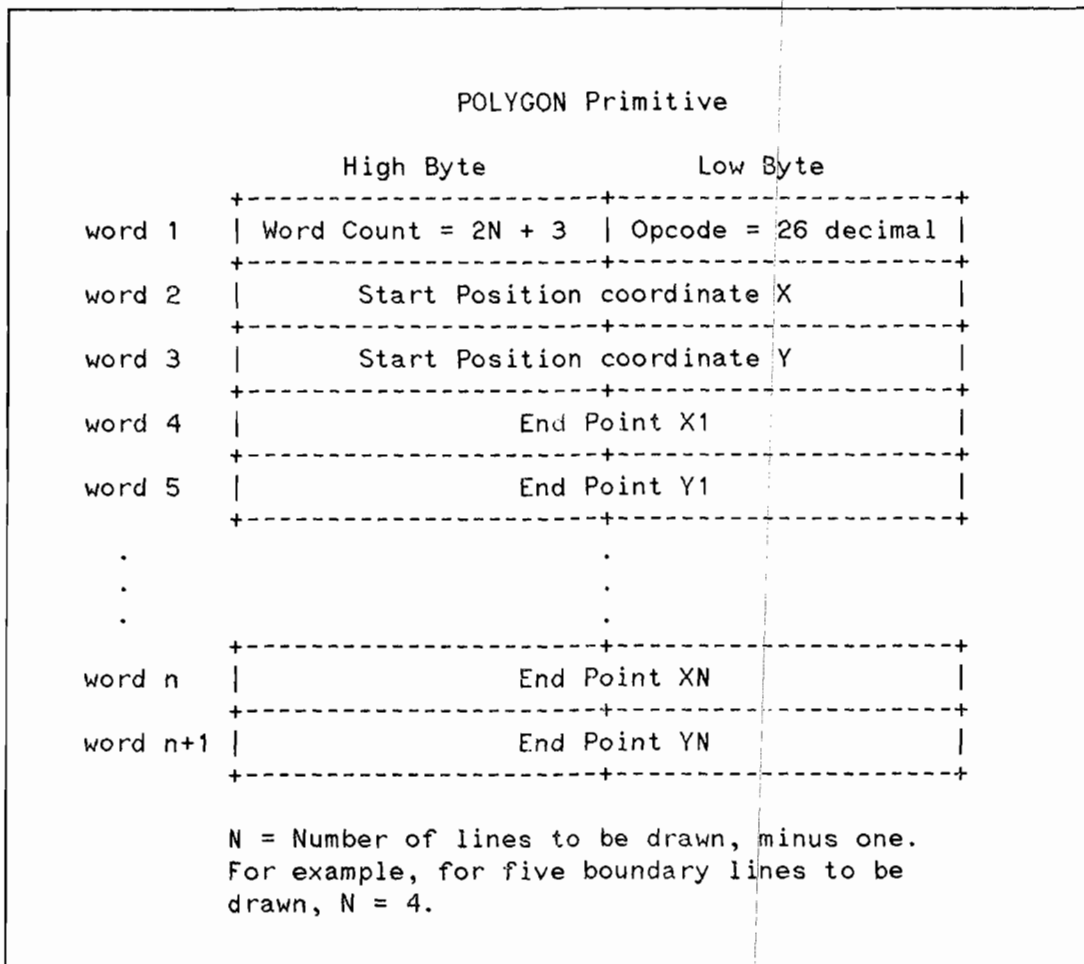 POLYGON Primitive
High Byte Low Byte
+---------------------+--------------------+
word 1 | Word Count = 2N + 3 | Opcode = 26 decimal |
+---------------------+--------------------+
word 2 | Start Position coordinate X |
+---------------------+--------------------+
word 3 | Start Position coordinate Y |
+---------------------+--------------------+
word 4 | End Point X1 |
+---------------------+--------------------+
word 5 | End Point Y1 |
+---------------------+--------------------+
. .
. .
. .
+---------------------+--------------------+
word n | End Point XN |
+---------------------+--------------------+
word n+1 | End Point YN |
+---------------------+--------------------+
N = Number of lines to be drawn, minus one.
For example, for five boundary lines to be
drawn, N = 4.